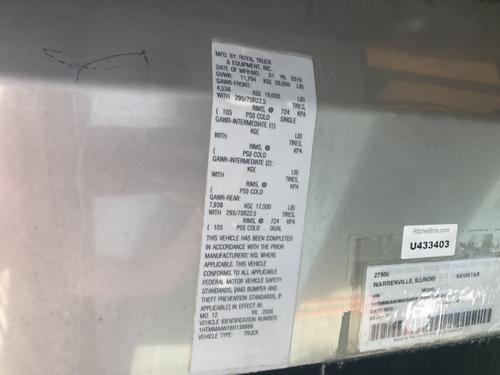 MFD. BY: ROYAL TRUCK
& EQUIPMENT, INC.
DATE OF MFR/MO. 01 YR. 2016
GVWR: 11,794 KG( 26,000 LB)
GAWR-FRONT:
4,536 KG( 10,000 LB)
WITH 295/75R22.5 TIRES,
RIMS, @ 724 KPA
( 105 PSI) COLD SINGLE
GAWR-INTERMEDIATE (1):
KG( LB)
WITH TIRES,
RIMS, @ KPA
( PSI) COLD
GAWR-INTERMEDIATE (2):
KG( LB)
WITH TIRES,
RIMS, @ KPA
( PSI) COLD
GAWR-REAR:
7,938 KG( 17,500 LB)
WITH 295/75R22.5 TIRES,
RIMS, @ 724 KPA
( 105 PSI) COLD DUAL
THIS VEHICLE HAS BEEN COMPLETED
IN ACCORDANCE WITH THE PRIOR
MANUFACTURERS' NO. WHERE
APPLICABLE. THIS VEHICLE
CONFORMS TO ALL APPLICABLE
FEDERAL MOTOR VEHICLE SAFETY
STANDARDS, [AND BUMPER AND
THEFT PREVENTION STANDARDS, IF
APPLICABLE] IN EFFECT IN
MO. 12 YR. 2006
VEHICLE IDENTIFICATION NUMBER:
1HTMMAAN16H138889
VEHICLE TYPE: TRUCK
RitchieBros.com
U433403
27500
WARRENVILLE, ILLINOIS NAVISTAR
VIN MODEL
DATE MFD